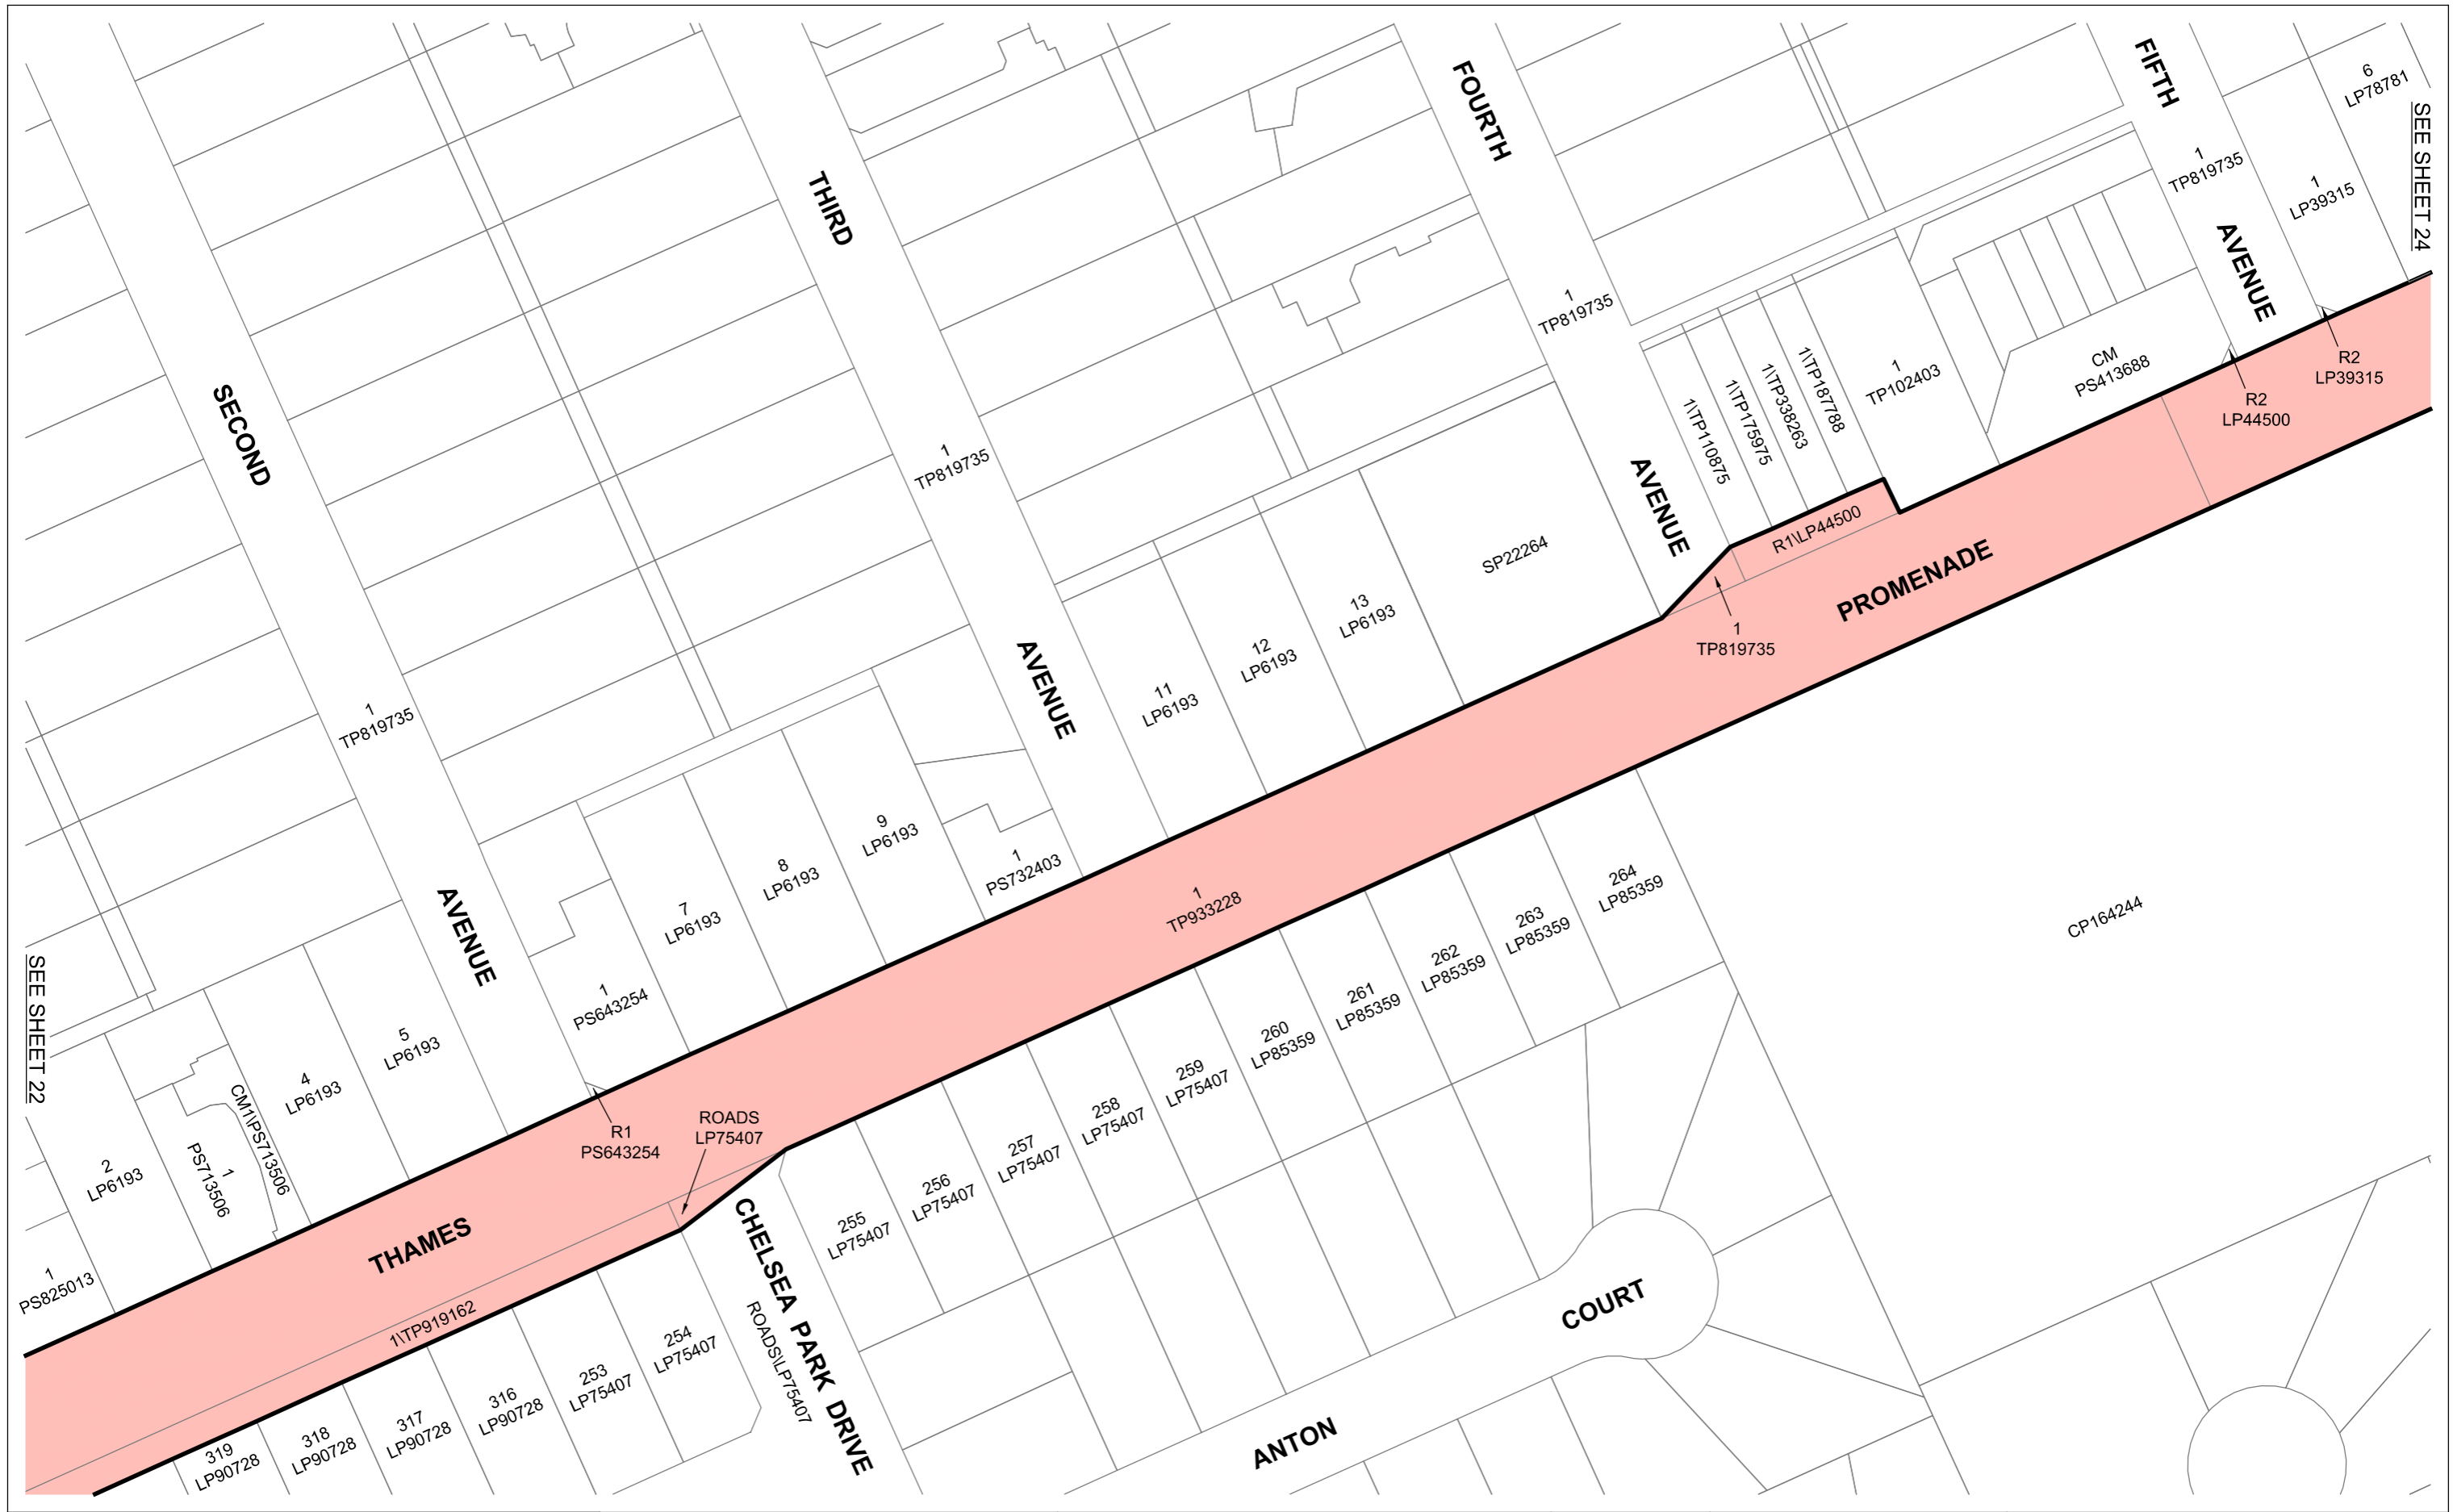 FIFTH
AVENUE
6
LP78781
SEE SHEET 24
FOURTH
AVENUE
THIRD
AVENUE
SECOND
AVENUE
1
TP819735
1
LP39315
1
TP819735
1\TP110875
1\TP175975
1\TP338263
1\TP187788
1
TP102403
CM
PS413688
R2
LP39315
R2
LP44500
R1\LP44500
PROMENADE
1
TP819735
SP22264
13
LP6193
12
LP6193
11
LP6193
1
TP819735
1
TP819735
9
LP6193
8
LP6193
7
LP6193
1
PS732403
1
PS643254
1
TP933228
264
LP85359
263
LP85359
262
LP85359
261
LP85359
260
LP85359
259
LP75407
258
LP75407
257
LP75407
256
LP75407
255
LP75407
CP164244
SEE SHEET 22
5
LP6193
4
LP6193
CM1\PS713506
1
PS713506
2
LP6193
1
PS825013
R1
PS643254
ROADS
LP75407
THAMES
1\TP919162
CHELSEA PARK DRIVE
ROADS\LP75407
254
LP75407
253
LP75407
316
LP90728
317
LP90728
318
LP90728
319
LP90728
ANTON
COURT